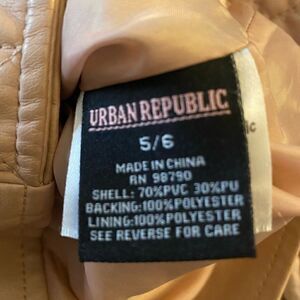 URBAN REPUBLIC
5/6
MADE IN CHINA
RN 98790
SHELL: 70%PVC 30%PU
BACKING:100%POLYESTER
LINING:100%POLYESTER
SEE REVERSE FOR CARE